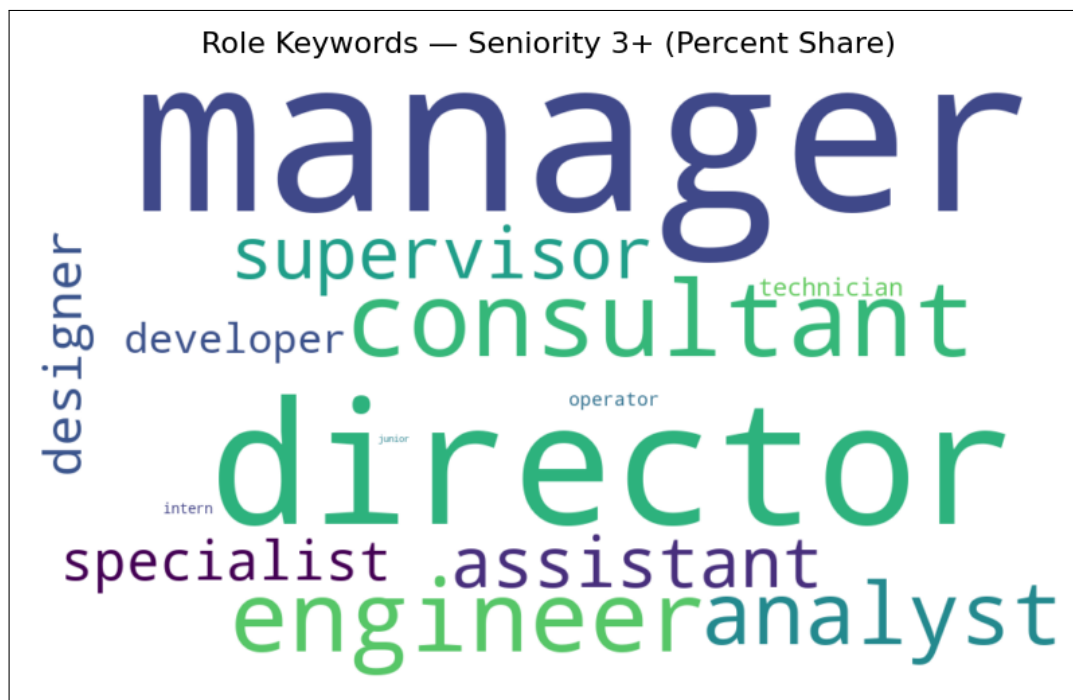 Role Keywords — Seniority 3+ (Percent Share)
manager
supervisor
designer
technician
consultant
developer
operator
director
junior
intern
specialist
assistant
engineer
analyst